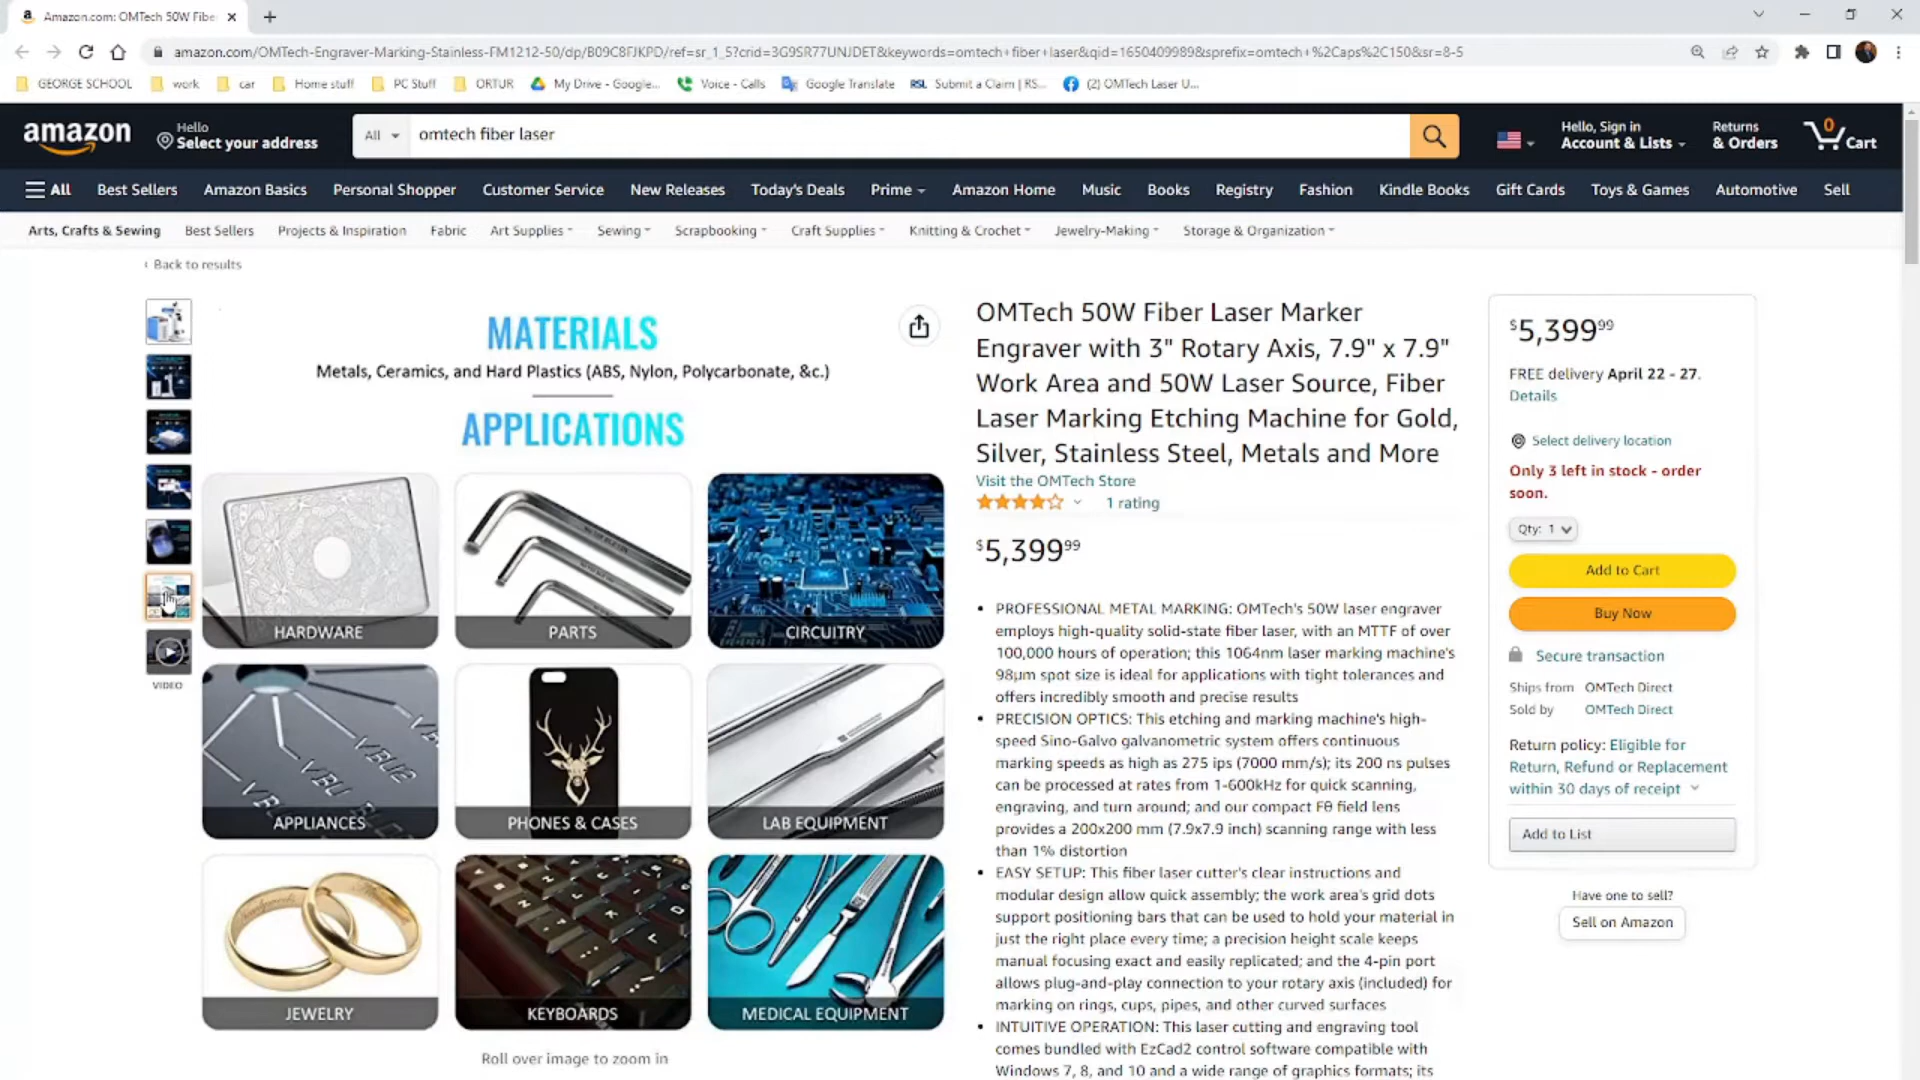 Amazon.com: OMTech 50W Fibe
amazon.com/OMTech-Engraver-Marking-Stainless-FM1212-50/dp/B09C8FJKPD/ref=sr_1_5?crid=3G9SR77UNJDET&keywords=omtech+fiber+laser&qid=1650409989&sprefix=omtech+%2Caps%2C150&sr=8-5
GEORGE SCHOOL work car Home stuff PC Stuff ORTUR My Drive - Google... Voice - Calls Google Translate RSL Submit a Claim | RS... (2) OMTech Laser U...
amazon
Hello
Select your address
All
omtech fiber laser
Hello, Sign in
Account & Lists
Returns
& Orders
0
Cart
All Best Sellers Amazon Basics Personal Shopper Customer Service New Releases Today's Deals Prime Amazon Home Music Books Registry Fashion Kindle Books Gift Cards Toys & Games Automotive Sell
Arts, Crafts & Sewing Best Sellers Projects & Inspiration Fabric Art Supplies Sewing Scrapbooking Craft Supplies Knitting & Crochet Jewelry-Making Storage & Organization
‹ Back to results
VIDEO
MATERIALS
Metals, Ceramics, and Hard Plastics (ABS, Nylon, Polycarbonate, &c.)
APPLICATIONS
HARDWARE
PARTS
CIRCUITRY
VBU2
VBU
APPLIANCES
PHONES & CASES
LAB EQUIPMENT
JEWELRY
KEYBOARDS
MEDICAL EQUIPMENT
Roll over image to zoom in
OMTech 50W Fiber Laser Marker
Engraver with 3" Rotary Axis, 7.9" x 7.9"
Work Area and 50W Laser Source, Fiber
Laser Marking Etching Machine for Gold,
Silver, Stainless Steel, Metals and More
Visit the OMTech Store
1 rating
$5,39999
• PROFESSIONAL METAL MARKING: OMTech's 50W laser engraver
employs high-quality solid-state fiber laser, with an MTTF of over
100,000 hours of operation; this 1064nm laser marking machine's
98μm spot size is ideal for applications with tight tolerances and
offers incredibly smooth and precise results
• PRECISION OPTICS: This etching and marking machine's high-
speed Sino-Galvo galvanometric system offers continuous
marking speeds as high as 275 ips (7000 mm/s); its 200 ns pulses
can be processed at rates from 1-600kHz for quick scanning,
engraving, and turn around; and our compact Fθ field lens
provides a 200x200 mm (7.9x7.9 inch) scanning range with less
than 1% distortion
• EASY SETUP: This fiber laser cutter's clear instructions and
modular design allow quick assembly; the work area's grid dots
support positioning bars that can be used to hold your material in
just the right place every time; a precision height scale keeps
manual focusing exact and easily replicated; and the 4-pin port
allows plug-and-play connection to your rotary axis (included) for
marking on rings, cups, pipes, and other curved surfaces
• INTUITIVE OPERATION: This laser cutting and engraving tool
comes bundled with EzCad2 control software compatible with
Windows 7, 8, and 10 and a wide range of graphics formats; its
$5,39999
FREE delivery April 22 - 27.
Details
Select delivery location
Only 3 left in stock - order
soon.
Qty: 1
Add to Cart
Buy Now
Secure transaction
Ships from OMTech Direct
Sold by OMTech Direct
Return policy: Eligible for
Return, Refund or Replacement
within 30 days of receipt
Add to List
Have one to sell?
Sell on Amazon